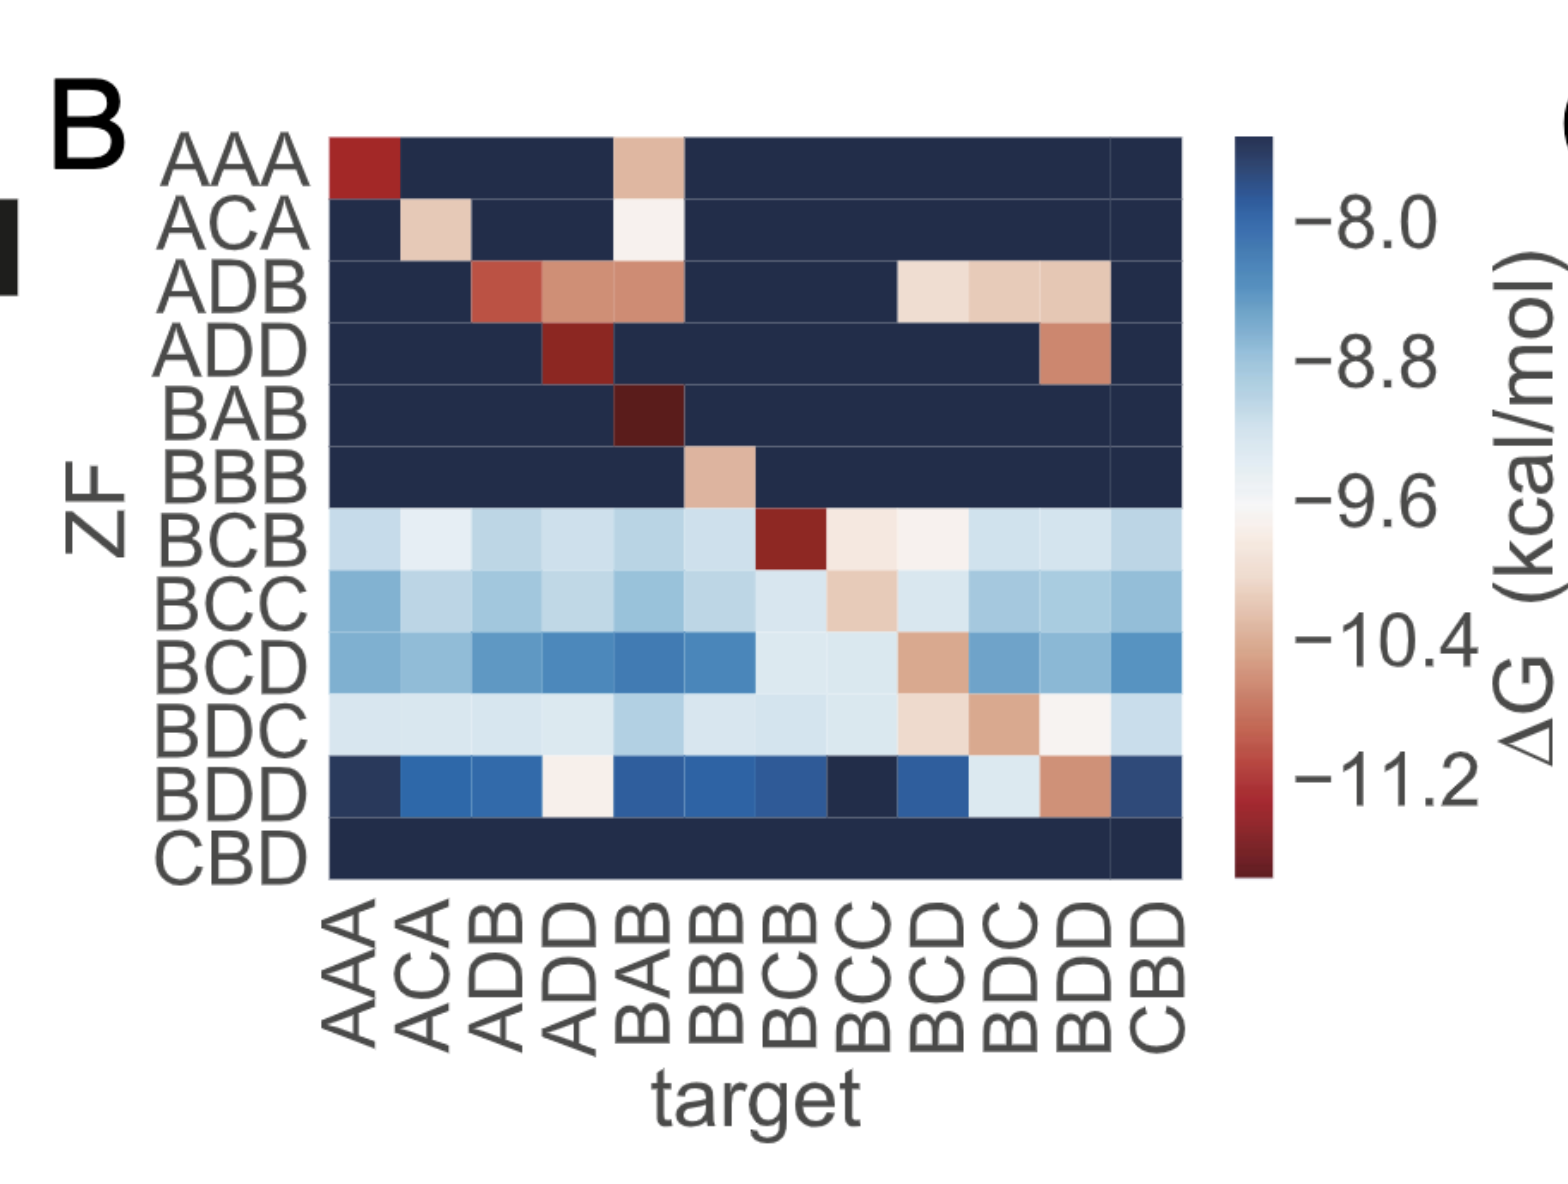 B
AAA
ACA
ADB
ADD
BAB
BBB
BCB
BCC
BCD
BDC
BDD
CBD
ZF
AAA
ACA
ADB
ADD
BAB
BBB
BCB
BCC
BCD
BDC
BDD
CBD
target
−8.0
−8.8
−9.6
−10.4
−11.2
ΔG (kcal/mol)